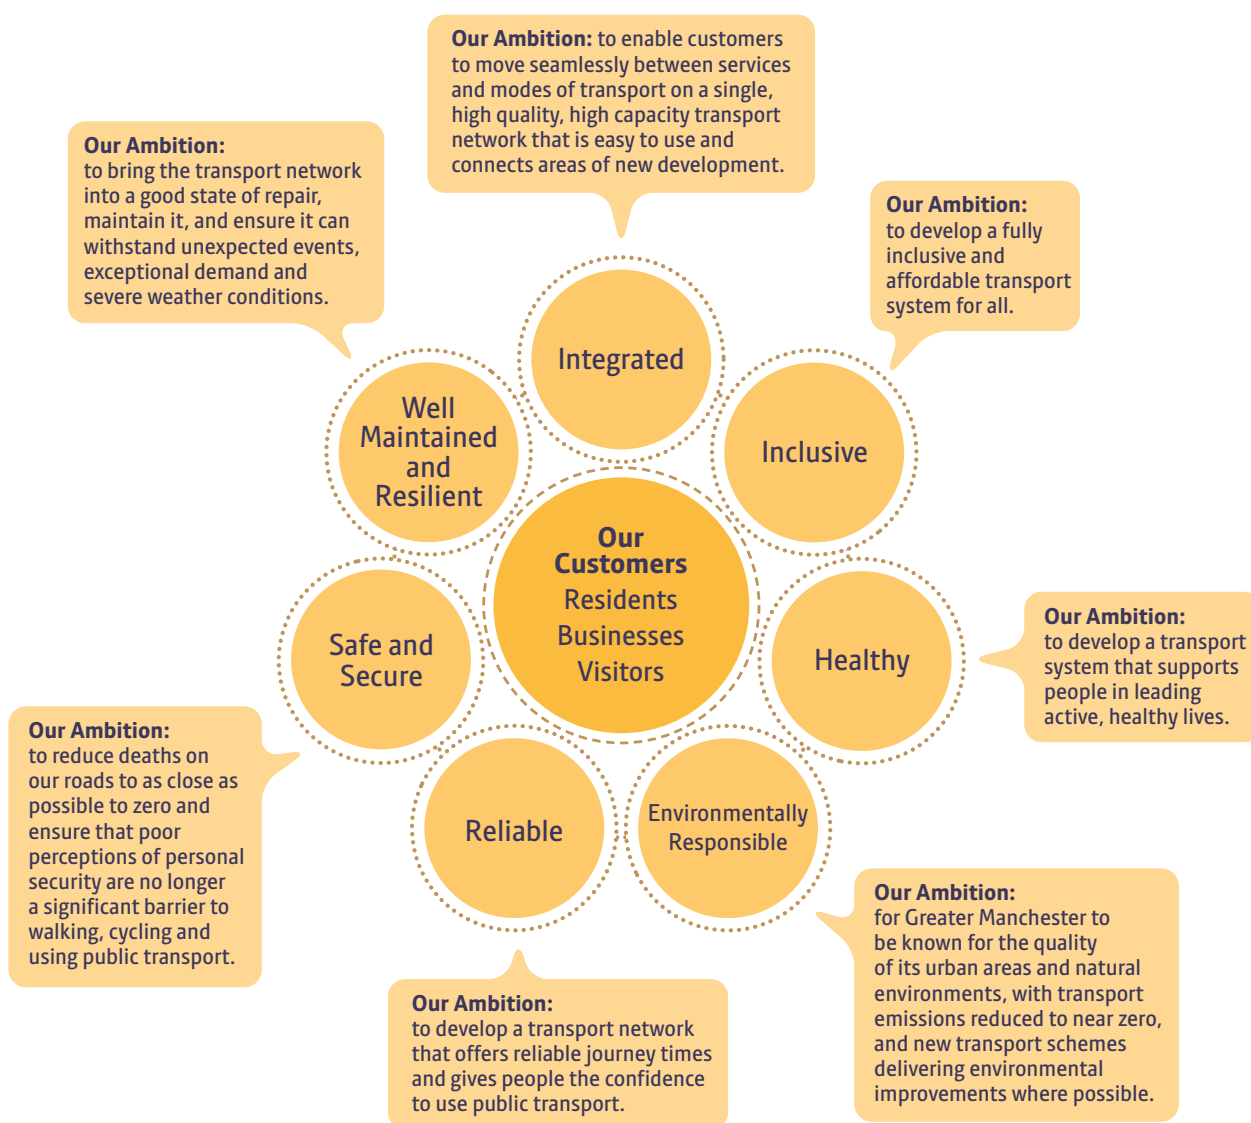 Our Ambition: to enable customers
to move seamlessly between services
and modes of transport on a single,
high quality, high capacity transport
network that is easy to use and
connects areas of new development.
Our Ambition:
to bring the transport network
into a good state of repair,
maintain it, and ensure it can
withstand unexpected events,
exceptional demand and
severe weather conditions.
Our Ambition:
to develop a fully
inclusive and
affordable transport
system for all.
Integrated
Well
Maintained
and
Resilient
Inclusive
Our
Customers
Residents
Businesses
Visitors
Safe and
Secure
Healthy
Our Ambition:
to develop a transport
system that supports
people in leading
active, healthy lives.
Our Ambition:
to reduce deaths on
our roads to as close as
possible to zero and
ensure that poor
perceptions of personal
security are no longer
a significant barrier to
walking, cycling and
using public transport.
Reliable
Environmentally
Responsible
Our Ambition:
for Greater Manchester to
be known for the quality
of its urban areas and natural
environments, with transport
emissions reduced to near zero,
and new transport schemes
delivering environmental
improvements where possible.
Our Ambition:
to develop a transport network
that offers reliable journey times
and gives people the confidence
to use public transport.